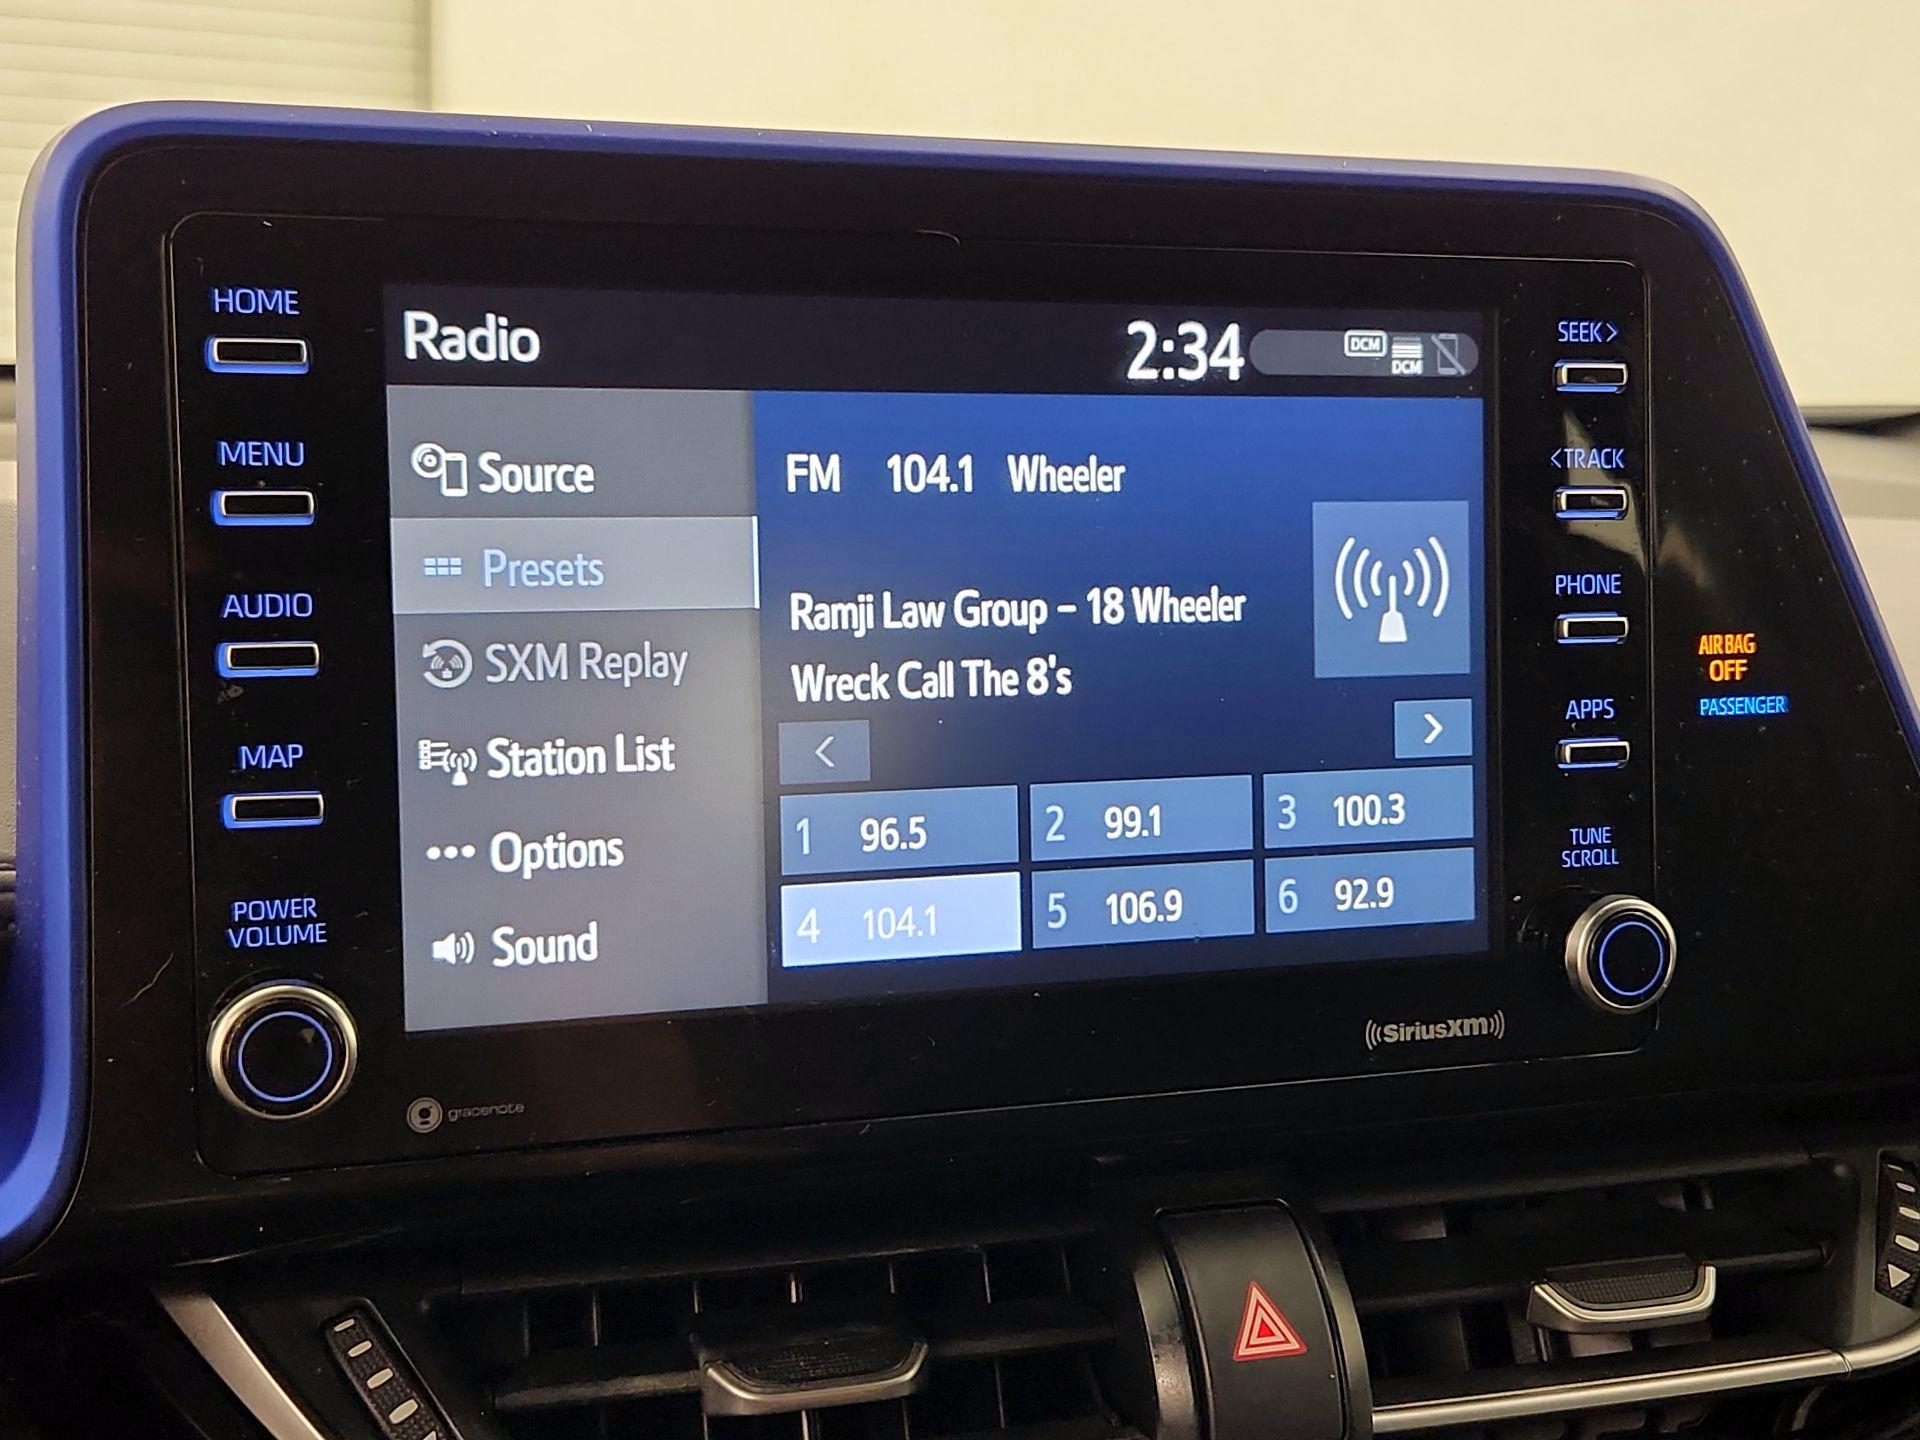 HOME
MENU
AUDIO
MAP
POWER
VOLUME
Radio
2:34
DCM
DCM
Source
Presets
SXM Replay
Station List
Options
Sound
FM 104.1 Wheeler
Ramji Law Group – 18 Wheeler
Wreck Call The 8's
<
>
1 96.5
2 99.1
3 100.3
4 104.1
5 106.9
6 92.9
SEEK >
< TRACK
PHONE
APPS
TUNE
SCROLL
AIR BAG
OFF
PASSENGER
gracenote
((SiriusXM))